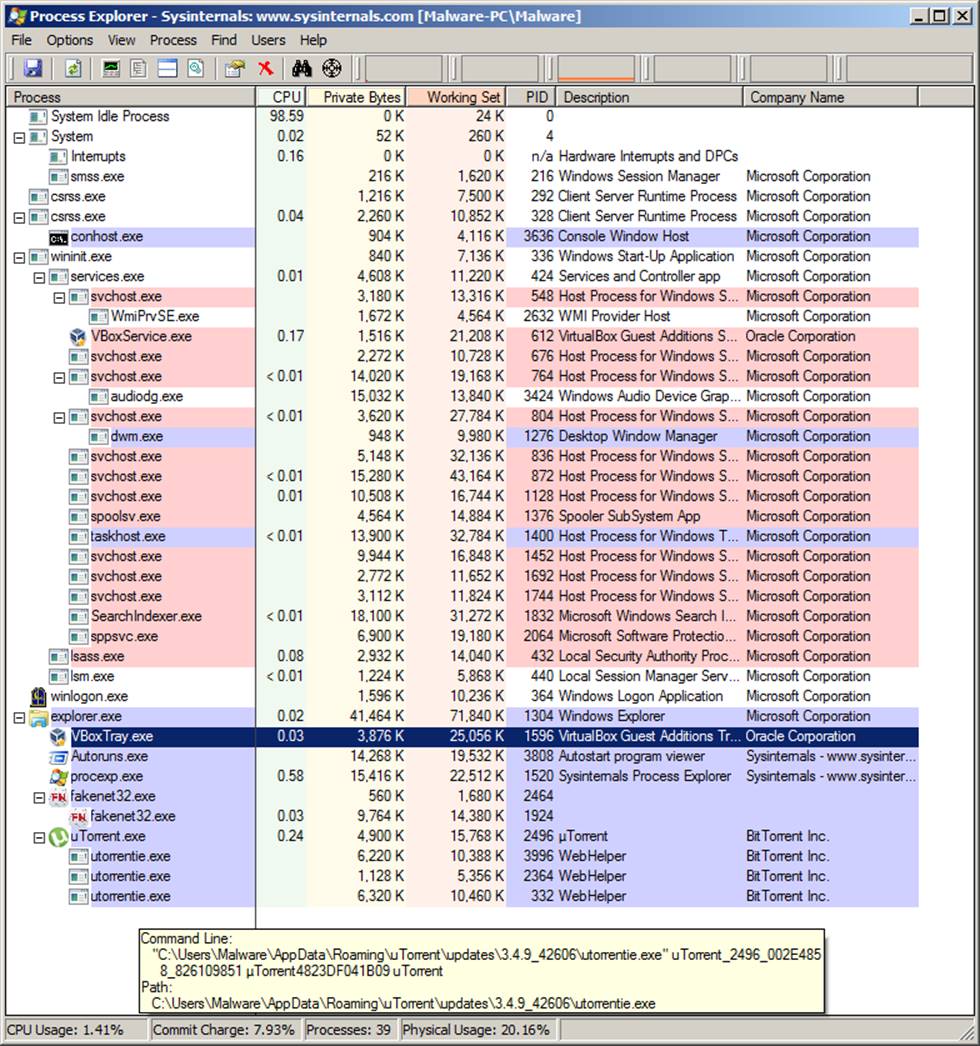 Process Explorer - Sysinternals: www.sysinternals.com [Malware-PC\Malware]
File Options View Process Find Users Help
Process CPU Private Bytes Working Set PID Description Company Name
System Idle Process 98.59 0 K 24 K 0
System 0.02 52 K 260 K 4
Interrupts 0.16 0 K 0 K n/a Hardware Interrupts and DPCs
smss.exe 216 K 1,620 K 216 Windows Session Manager Microsoft Corporation
csrss.exe 1,216 K 7,500 K 292 Client Server Runtime Process Microsoft Corporation
csrss.exe 0.04 2,260 K 10,852 K 328 Client Server Runtime Process Microsoft Corporation
C:\. conhost.exe 904 K 4,116 K 3636 Console Window Host Microsoft Corporation
wininit.exe 840 K 7,136 K 336 Windows Start-Up Application Microsoft Corporation
services.exe 0.01 4,608 K 11,220 K 424 Services and Controller app Microsoft Corporation
svchost.exe 3,180 K 13,316 K 548 Host Process for Windows S... Microsoft Corporation
WmiPrvSE.exe 1,672 K 4,564 K 2632 WMI Provider Host Microsoft Corporation
VBoxService.exe 0.17 1,516 K 21,208 K 612 VirtualBox Guest Additions S... Oracle Corporation
svchost.exe 2,272 K 10,728 K 676 Host Process for Windows S... Microsoft Corporation
svchost.exe < 0.01 14,020 K 19,168 K 764 Host Process for Windows S... Microsoft Corporation
audiodg.exe 15,032 K 13,840 K 3424 Windows Audio Device Grap... Microsoft Corporation
svchost.exe < 0.01 3,620 K 27,784 K 804 Host Process for Windows S... Microsoft Corporation
dwm.exe 948 K 9,980 K 1276 Desktop Window Manager Microsoft Corporation
svchost.exe 5,148 K 32,136 K 836 Host Process for Windows S... Microsoft Corporation
svchost.exe < 0.01 15,280 K 43,164 K 872 Host Process for Windows S... Microsoft Corporation
svchost.exe 0.01 10,508 K 16,744 K 1128 Host Process for Windows S... Microsoft Corporation
spoolsv.exe 4,564 K 14,884 K 1376 Spooler SubSystem App Microsoft Corporation
taskhost.exe < 0.01 13,900 K 32,784 K 1400 Host Process for Windows T... Microsoft Corporation
svchost.exe 9,944 K 16,848 K 1452 Host Process for Windows S... Microsoft Corporation
svchost.exe 2,772 K 11,652 K 1692 Host Process for Windows S... Microsoft Corporation
svchost.exe 3,112 K 11,824 K 1744 Host Process for Windows S... Microsoft Corporation
SearchIndexer.exe < 0.01 18,100 K 31,272 K 1832 Microsoft Windows Search I... Microsoft Corporation
sppsvc.exe 6,900 K 19,180 K 2064 Microsoft Software Protectio... Microsoft Corporation
lsass.exe 0.08 2,932 K 14,040 K 432 Local Security Authority Proc... Microsoft Corporation
lsm.exe < 0.01 1,224 K 5,868 K 440 Local Session Manager Serv... Microsoft Corporation
winlogon.exe 1,596 K 10,236 K 364 Windows Logon Application Microsoft Corporation
explorer.exe 0.02 41,464 K 71,840 K 1304 Windows Explorer Microsoft Corporation
VBoxTray.exe 0.03 3,876 K 25,056 K 1596 VirtualBox Guest Additions Tr... Oracle Corporation
Autoruns.exe 14,268 K 19,532 K 3808 Autostart program viewer Sysinternals - www.sysinter...
procexp.exe 0.58 15,416 K 22,512 K 1520 Sysinternals Process Explorer Sysinternals - www.sysinter...
FN fakenet32.exe 560 K 1,680 K 2464
FN fakenet32.exe 0.03 9,764 K 14,380 K 1924
uTorrent.exe 0.24 4,900 K 15,768 K 2496 µTorrent BitTorrent Inc.
utorrentie.exe 6,220 K 10,388 K 3996 WebHelper BitTorrent Inc.
utorrentie.exe 1,128 K 5,356 K 2364 WebHelper BitTorrent Inc.
utorrentie.exe 6,320 K 10,460 K 332 WebHelper BitTorrent Inc.
Command Line:
"C:\Users\Malware\AppData\Roaming\uTorrent\updates\3.4.9_42606\utorrentie.exe" uTorrent_2496_002E485
8_826109851 µTorrent4823DF041B09 uTorrent
Path:
C:\Users\Malware\AppData\Roaming\uTorrent\updates\3.4.9_42606\utorrentie.exe
CPU Usage: 1.41% Commit Charge: 7.93% Processes: 39 Physical Usage: 20.16%